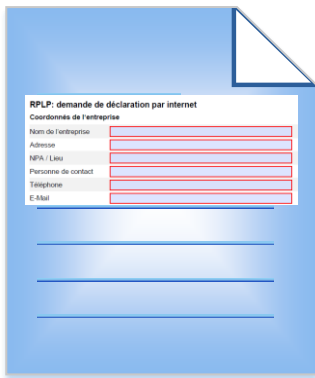 RPLP: demande de déclaration par internet
Coordonnés de l'entreprise
Nom de l'entreprise
Adresse
NPA / Lieu
Personne de contact
Téléphone
E-Mail